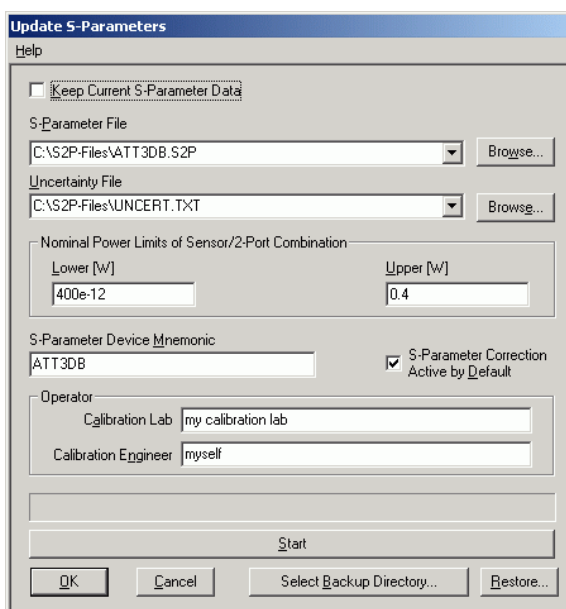 Update S-Parameters
Help
Keep Current S-Parameter Data
S-Parameter File
C:\S2P-Files\ATT3DB.S2P
Browse...
Uncertainty File
C:\S2P-Files\UNCERT.TXT
Browse...
Nominal Power Limits of Sensor/2-Port Combination
Lower [W]
Upper [W]
400e-12
0.4
S-Parameter Device Mnemonic
ATT3DB
S-Parameter Correction
Active by Default
Operator
Calibration Lab
my calibration lab
Calibration Engineer
myself
Start
OK
Cancel
Select Backup Directory...
Restore...